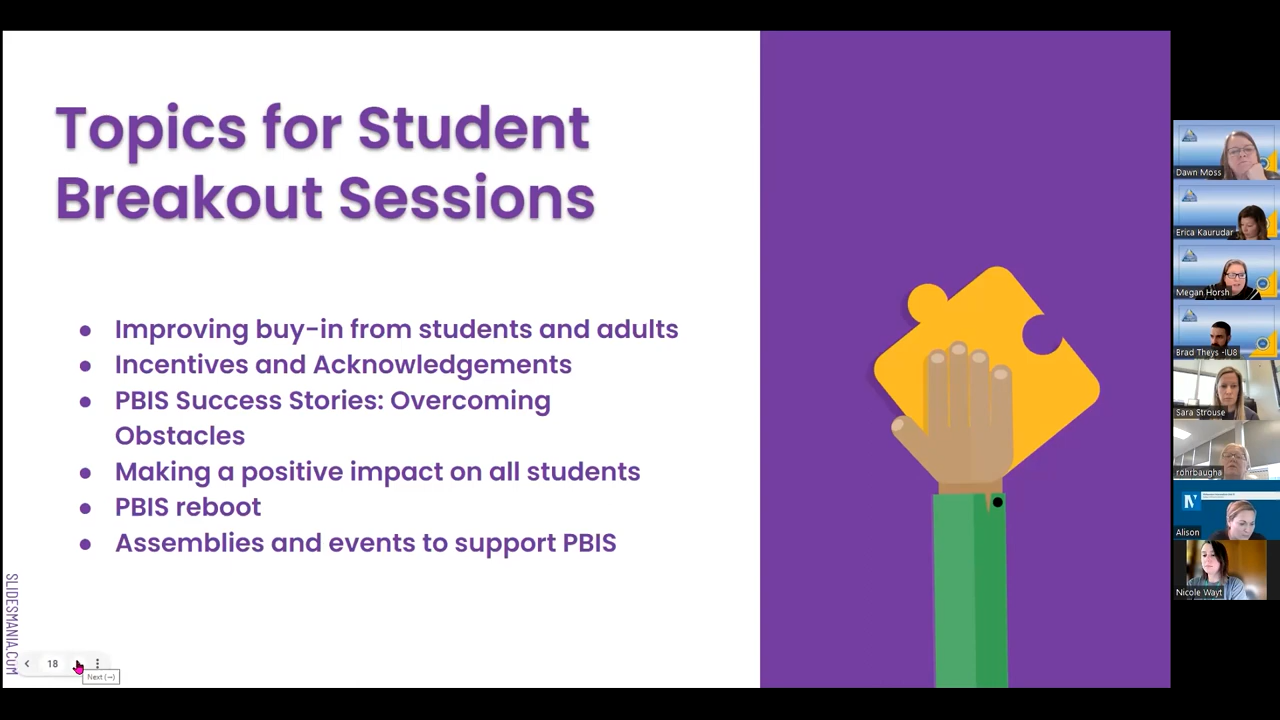 Topics for Student
Breakout Sessions
● Improving buy-in from students and adults
● Incentives and Acknowledgements
● PBIS Success Stories: Overcoming
Obstacles
● Making a positive impact on all students
● PBIS reboot
● Assemblies and events to support PBIS
SLIDESMANIA.COM
18
Next (→)
Dawn Moss
Erica Kaurudar
Megan Horsh
Brad Theys -IU8
Sara Strouse
rohrbaugha
N
Alison
Nicole Wayt